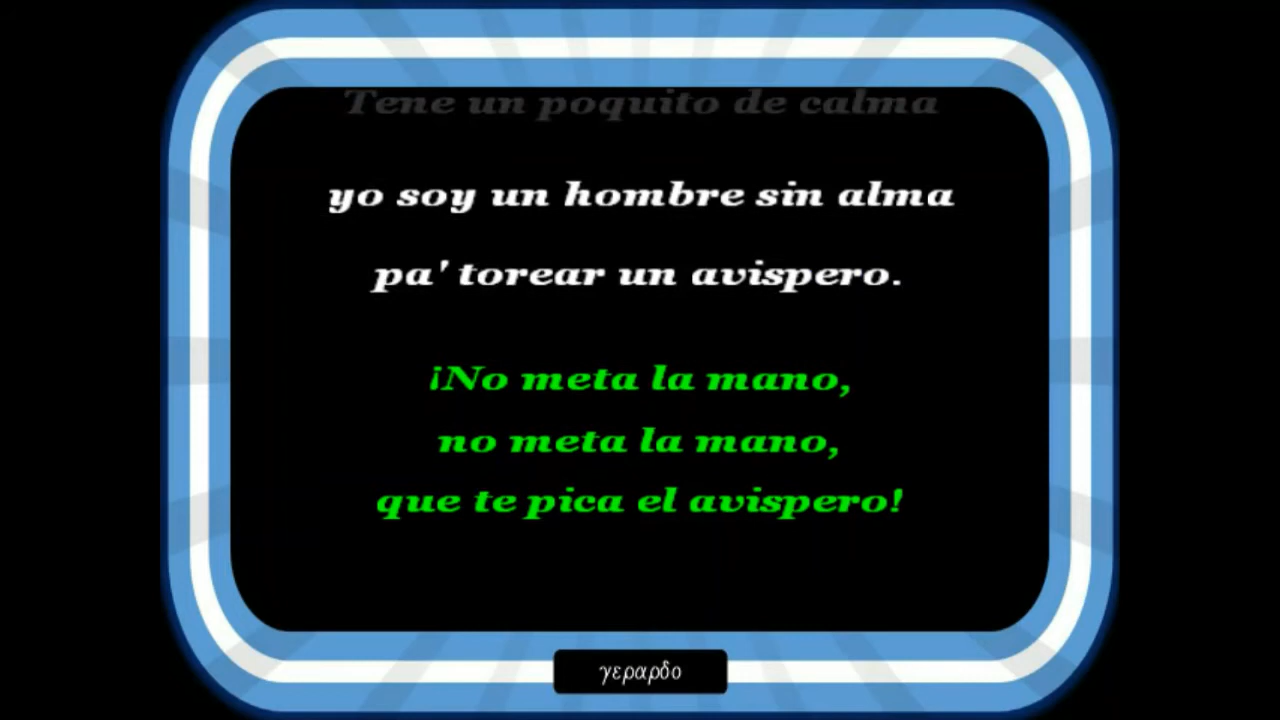 Tene un poquito de calma
yo soy un hombre sin alma
pa' torear un avispero.
¡No meta la mano,
no meta la mano,
que te pica el avispero!
γεραρδο